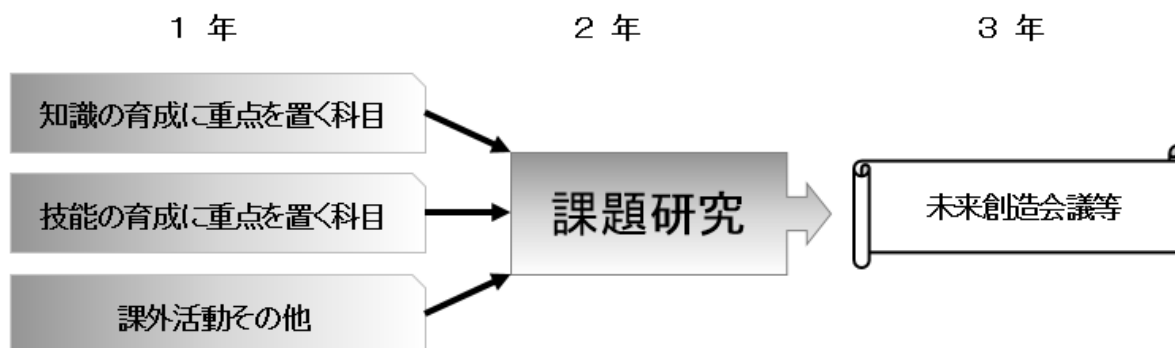 1 年
2 年
3 年
知識の育成に重点を置く科目
技能の育成に重点を置く科目
課外活動その他
課題研究
未来創造会議等